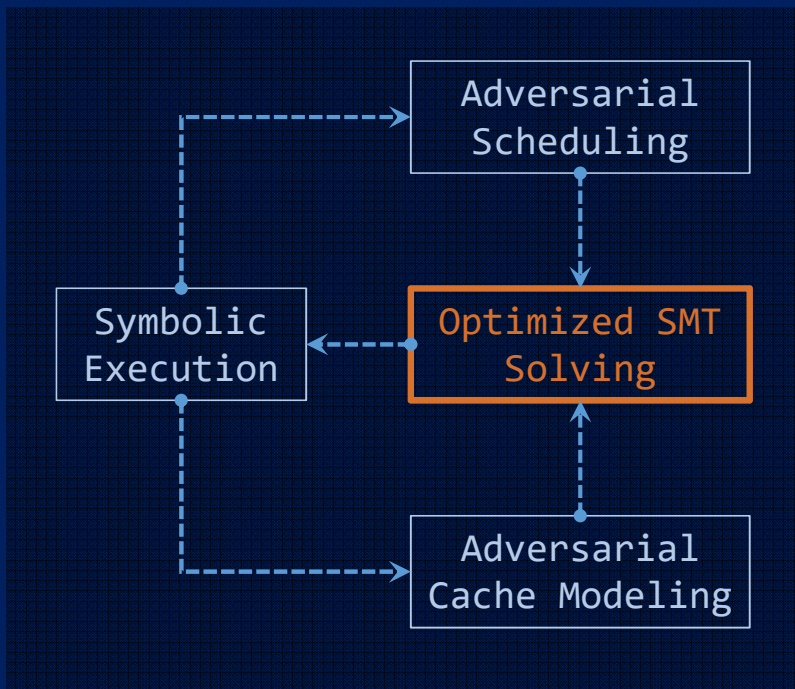 Adversarial
Scheduling
Symbolic
Execution
Optimized SMT
Solving
Adversarial
Cache Modeling